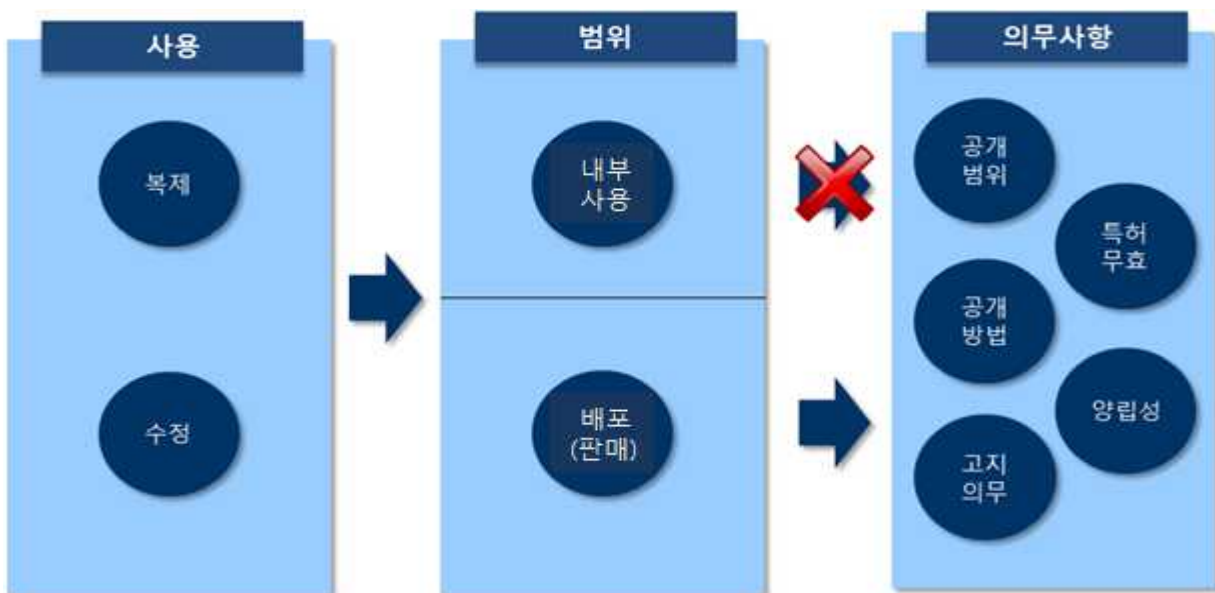 사용
복제
수정
범위
내부
사용
배포
(판매)
의무사항
공개
범위
특허
무효
공개
방법
양립성
고지
의무